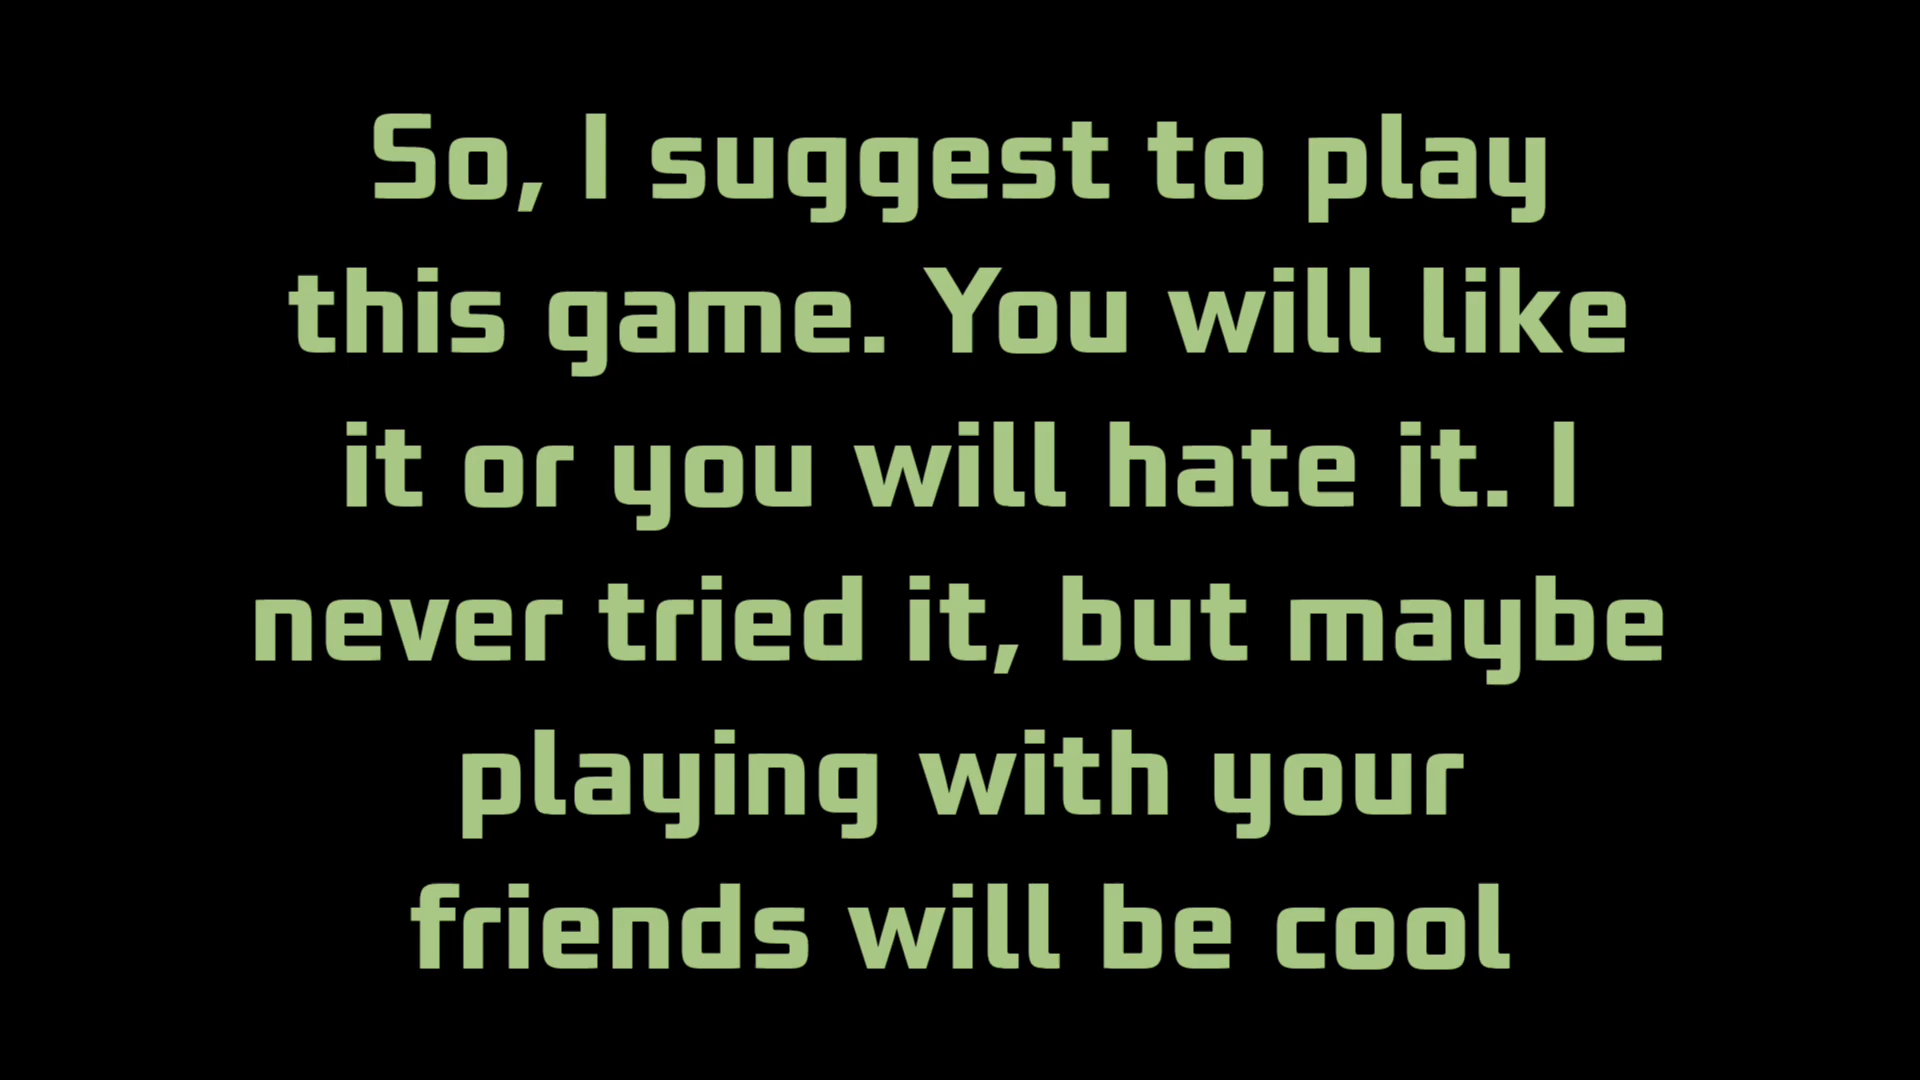 So, I suggest to play
this game. You will like
it or you will hate it. I
never tried it, but maybe
playing with your
friends will be cool